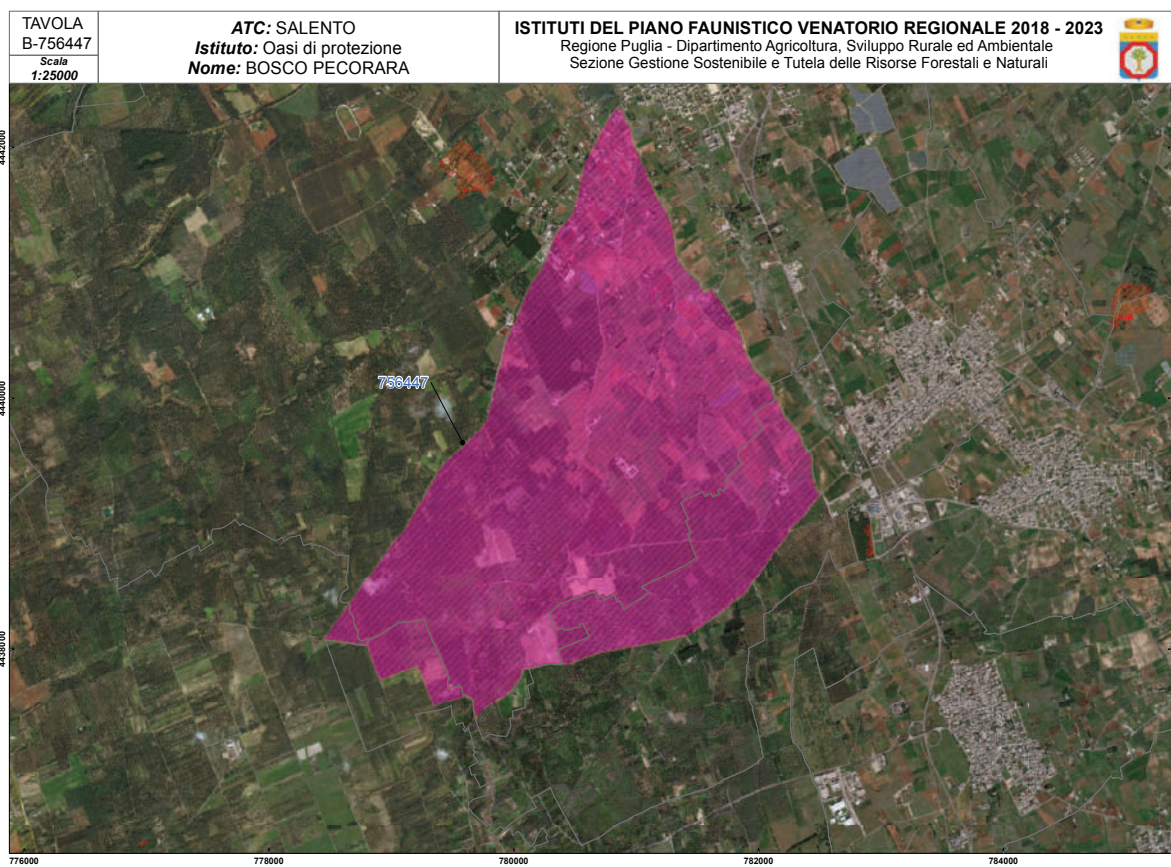 TAVOLA
B-756447
Scala
1:25000
ATC: SALENTO
Istituto: Oasi di protezione
Nome: BOSCO PECORARA
ISTITUTI DEL PIANO FAUNISTICO VENATORIO REGIONALE 2018 - 2023
Regione Puglia - Dipartimento Agricoltura, Sviluppo Rurale ed Ambientale
Sezione Gestione Sostenibile e Tutela delle Risorse Forestali e Naturali
4442000
756447
4440000
4438000
776000
778000
780000
782000
784000